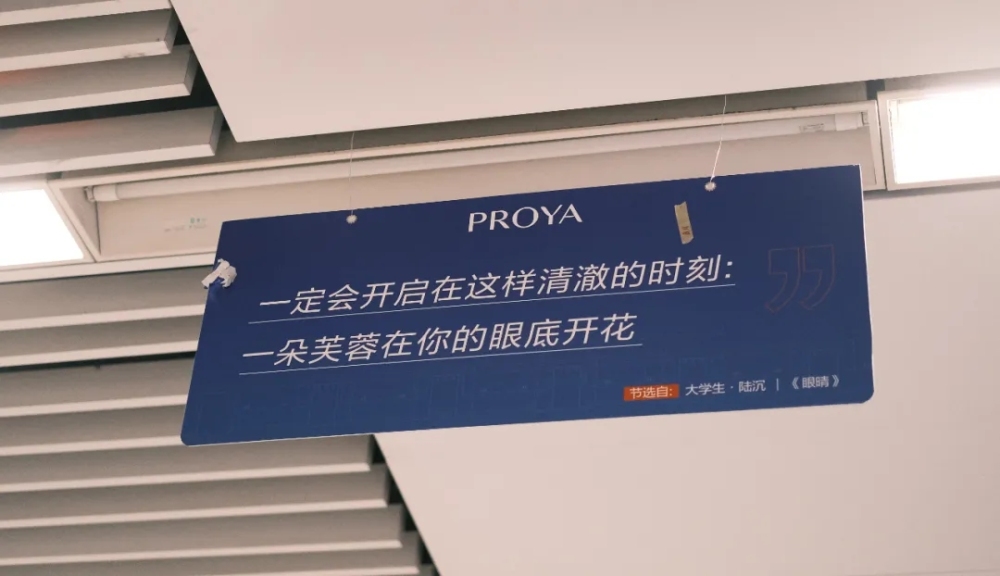 PROYA
一定会开启在这样清澈的时刻:
一朵芙蓉在你的眼底开花
节选自: 大学生·陆沉 | 《眼睛》